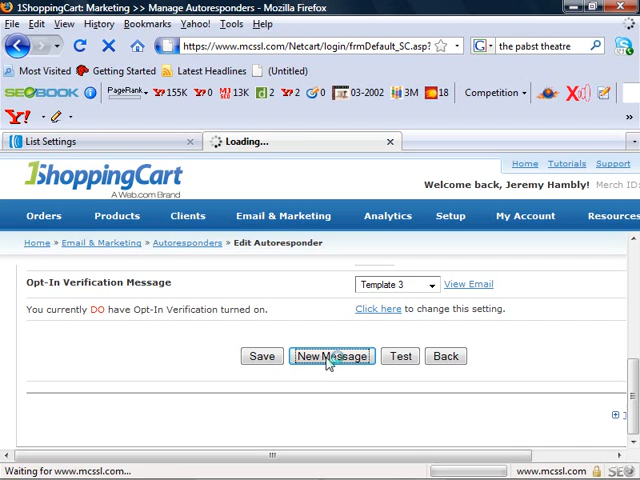 1ShoppingCart: Marketing >> Manage Autoresponders - Mozilla Firefox
File Edit View History Bookmarks Yahoo! Tools Help
https://www.mcssl.com/Netcart/login/frmDefault_SC.asp? the pabst theatre
Most Visited Getting Started Latest Headlines (Untitled)
SEOBOOK PageRank Y! 155K Y? 0 MJ 13K d 2 Y? 2 0 03-2002 3M 18 Competition
Y! »
List Settings Loading...
Home Tutorials Support
1ShoppingCart
A Web.com Brand
Welcome back, Jeremy Hambly! Merch ID:
Orders Products Clients Email & Marketing Analytics Setup My Account Resources
Home » Email & Marketing » Autoresponders » Edit Autoresponder
Opt-In Verification Message Template 3 View Email
You currently DO have Opt-In Verification turned on. Click here to change this setting.
Save New Message Test Back
Waiting for www.mcssl.com... www.mcssl.com SEO